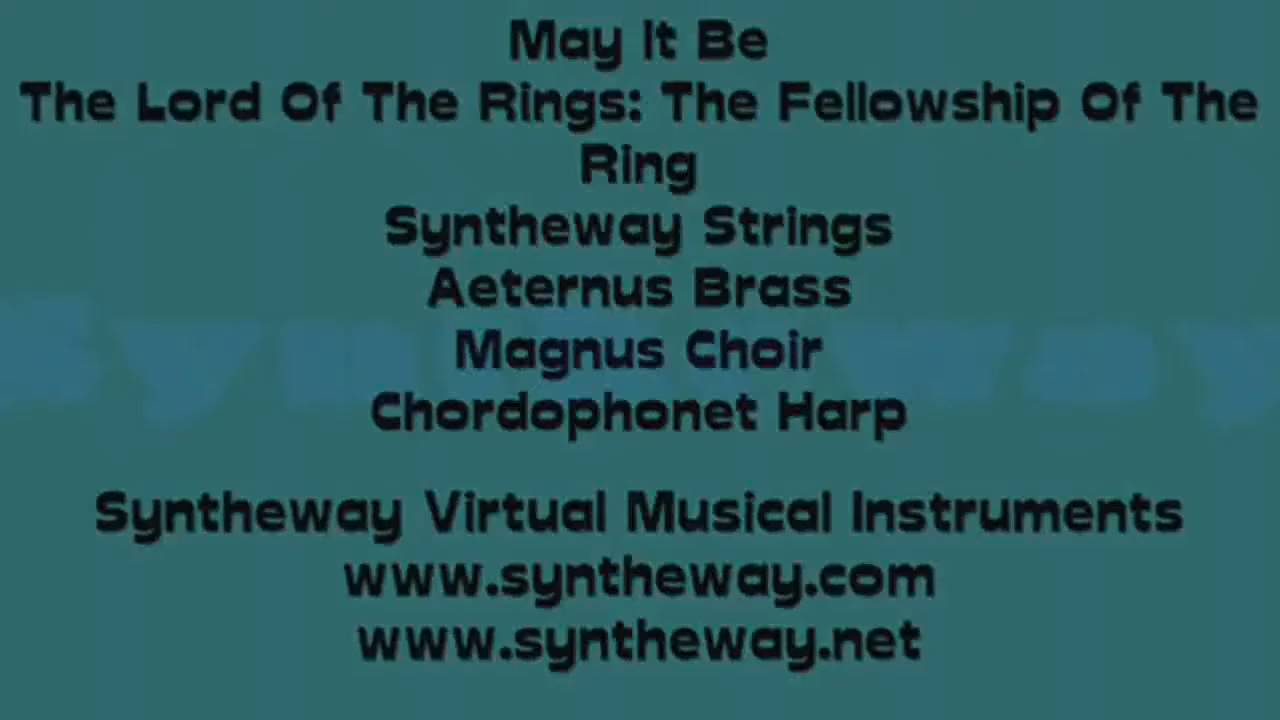 May It Be
The Lord Of The Rings: The Fellowship Of The
Ring
Syntheway Strings
Aeternus Brass
Magnus Choir
Syntheway
Chordophonet Harp
Syntheway Virtual Musical Instruments
www.syntheway.com
www.syntheway.net